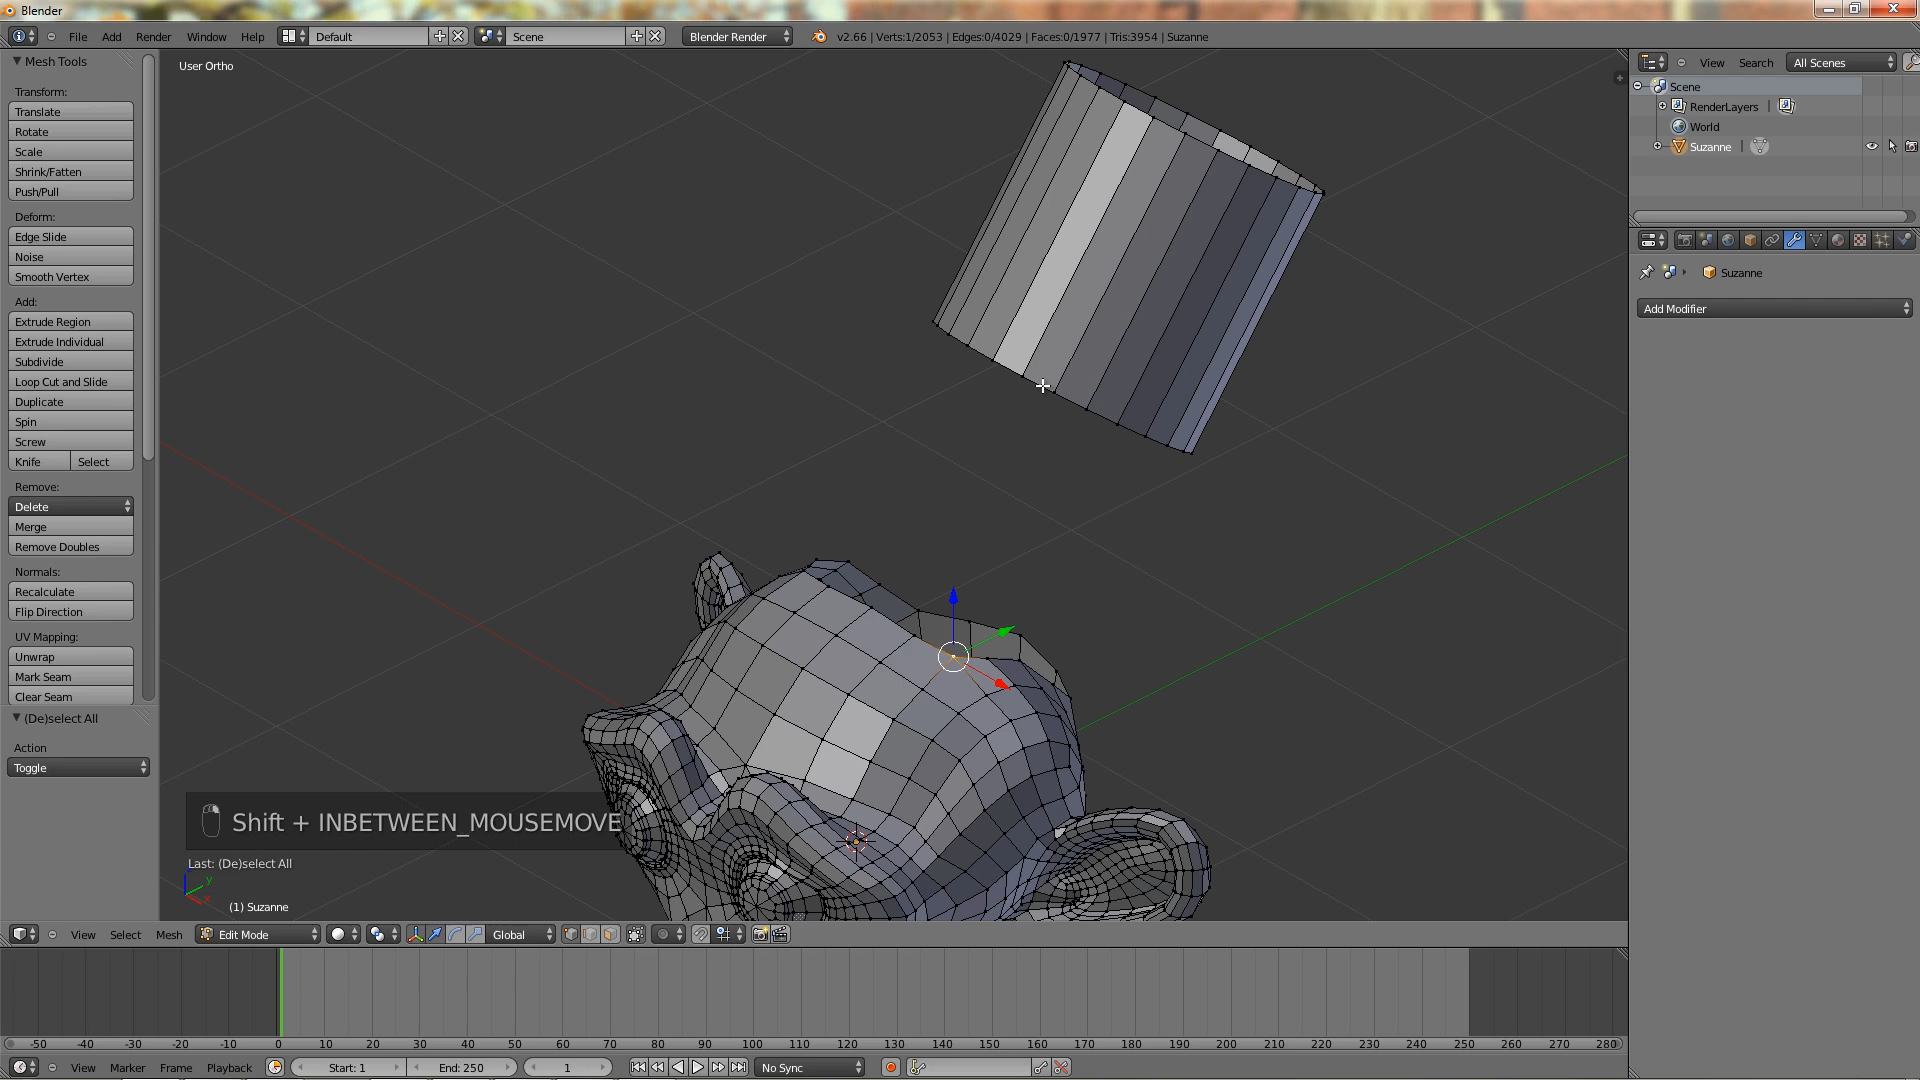 Blender
File Add Render Window Help Default Scene Blender Render v2.66 | Verts:1/2053 | Edges:0/4029 | Faces:0/1977 | Tris:3954 | Suzanne
Mesh Tools
Transform:
Translate
Rotate
Scale
Shrink/Fatten
Push/Pull
Deform:
Edge Slide
Noise
Smooth Vertex
Add:
Extrude Region
Extrude Individual
Subdivide
Loop Cut and Slide
Duplicate
Spin
Screw
Knife Select
Remove:
Delete
Merge
Remove Doubles
Normals:
Recalculate
Flip Direction
UV Mapping:
Unwrap
Mark Seam
Clear Seam
(De)select All
Action
Toggle
User Ortho
Shift + INBETWEEN_MOUSEMOVE
Last: (De)select All
y
x
(1) Suzanne
View Search All Scenes
Scene
RenderLayers |
World
Suzanne |
Suzanne
Add Modifier
View Select Mesh Edit Mode Global
-50 -40 -30 -20 -10 0 10 20 30 40 50 60 70 80 90 100 110 120 130 140 150 160 170 180 190 200 210 220 230 240 250 260 270 280
View Marker Frame Playback Start: 1 End: 250 1 No Sync